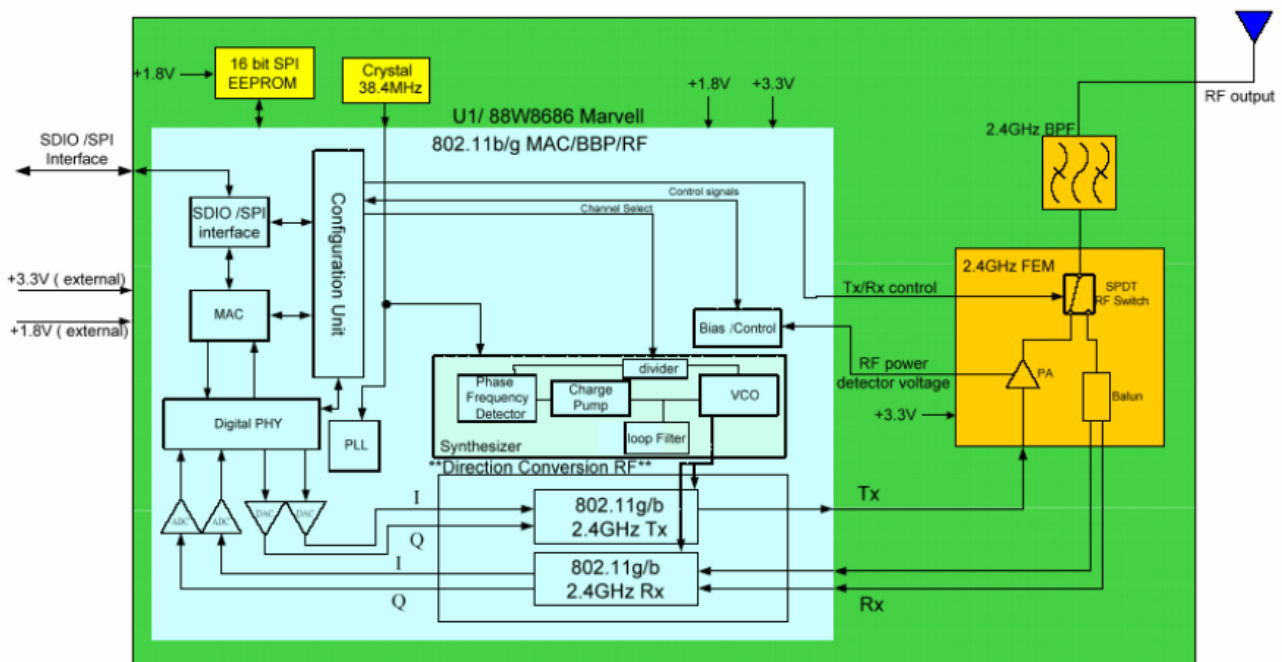 16 bit SPI
EEPROM
+1.8V
Crystal
38.4MHz
+1.8V
+3.3V
RF output
U1/ 88W8686 Marvell
802.11b/g MAC/BBP/RF
2.4GHz BPF
SDIO /SPI
Interface
SDIO /SPI
interface
Configuration Unit
Control signals
Channel Select
+3.3V ( external)
+1.8V ( external)
MAC
2.4GHz FEM
SPDT
RF Switch
Tx/Rx control
Bias /Control
RF power
detector voltage
PA
Balun
+3.3V
divider
Phase
Frequency
Detector
Charge
Pump
VCO
loop Filter
Synthesizer
Digital PHY
PLL
**Direction Conversion RF**
ADC
ADC
DAC
DAC
I
Q
I
Q
802.11g/b
2.4GHz Tx
802.11g/b
2.4GHz Rx
Tx
Rx